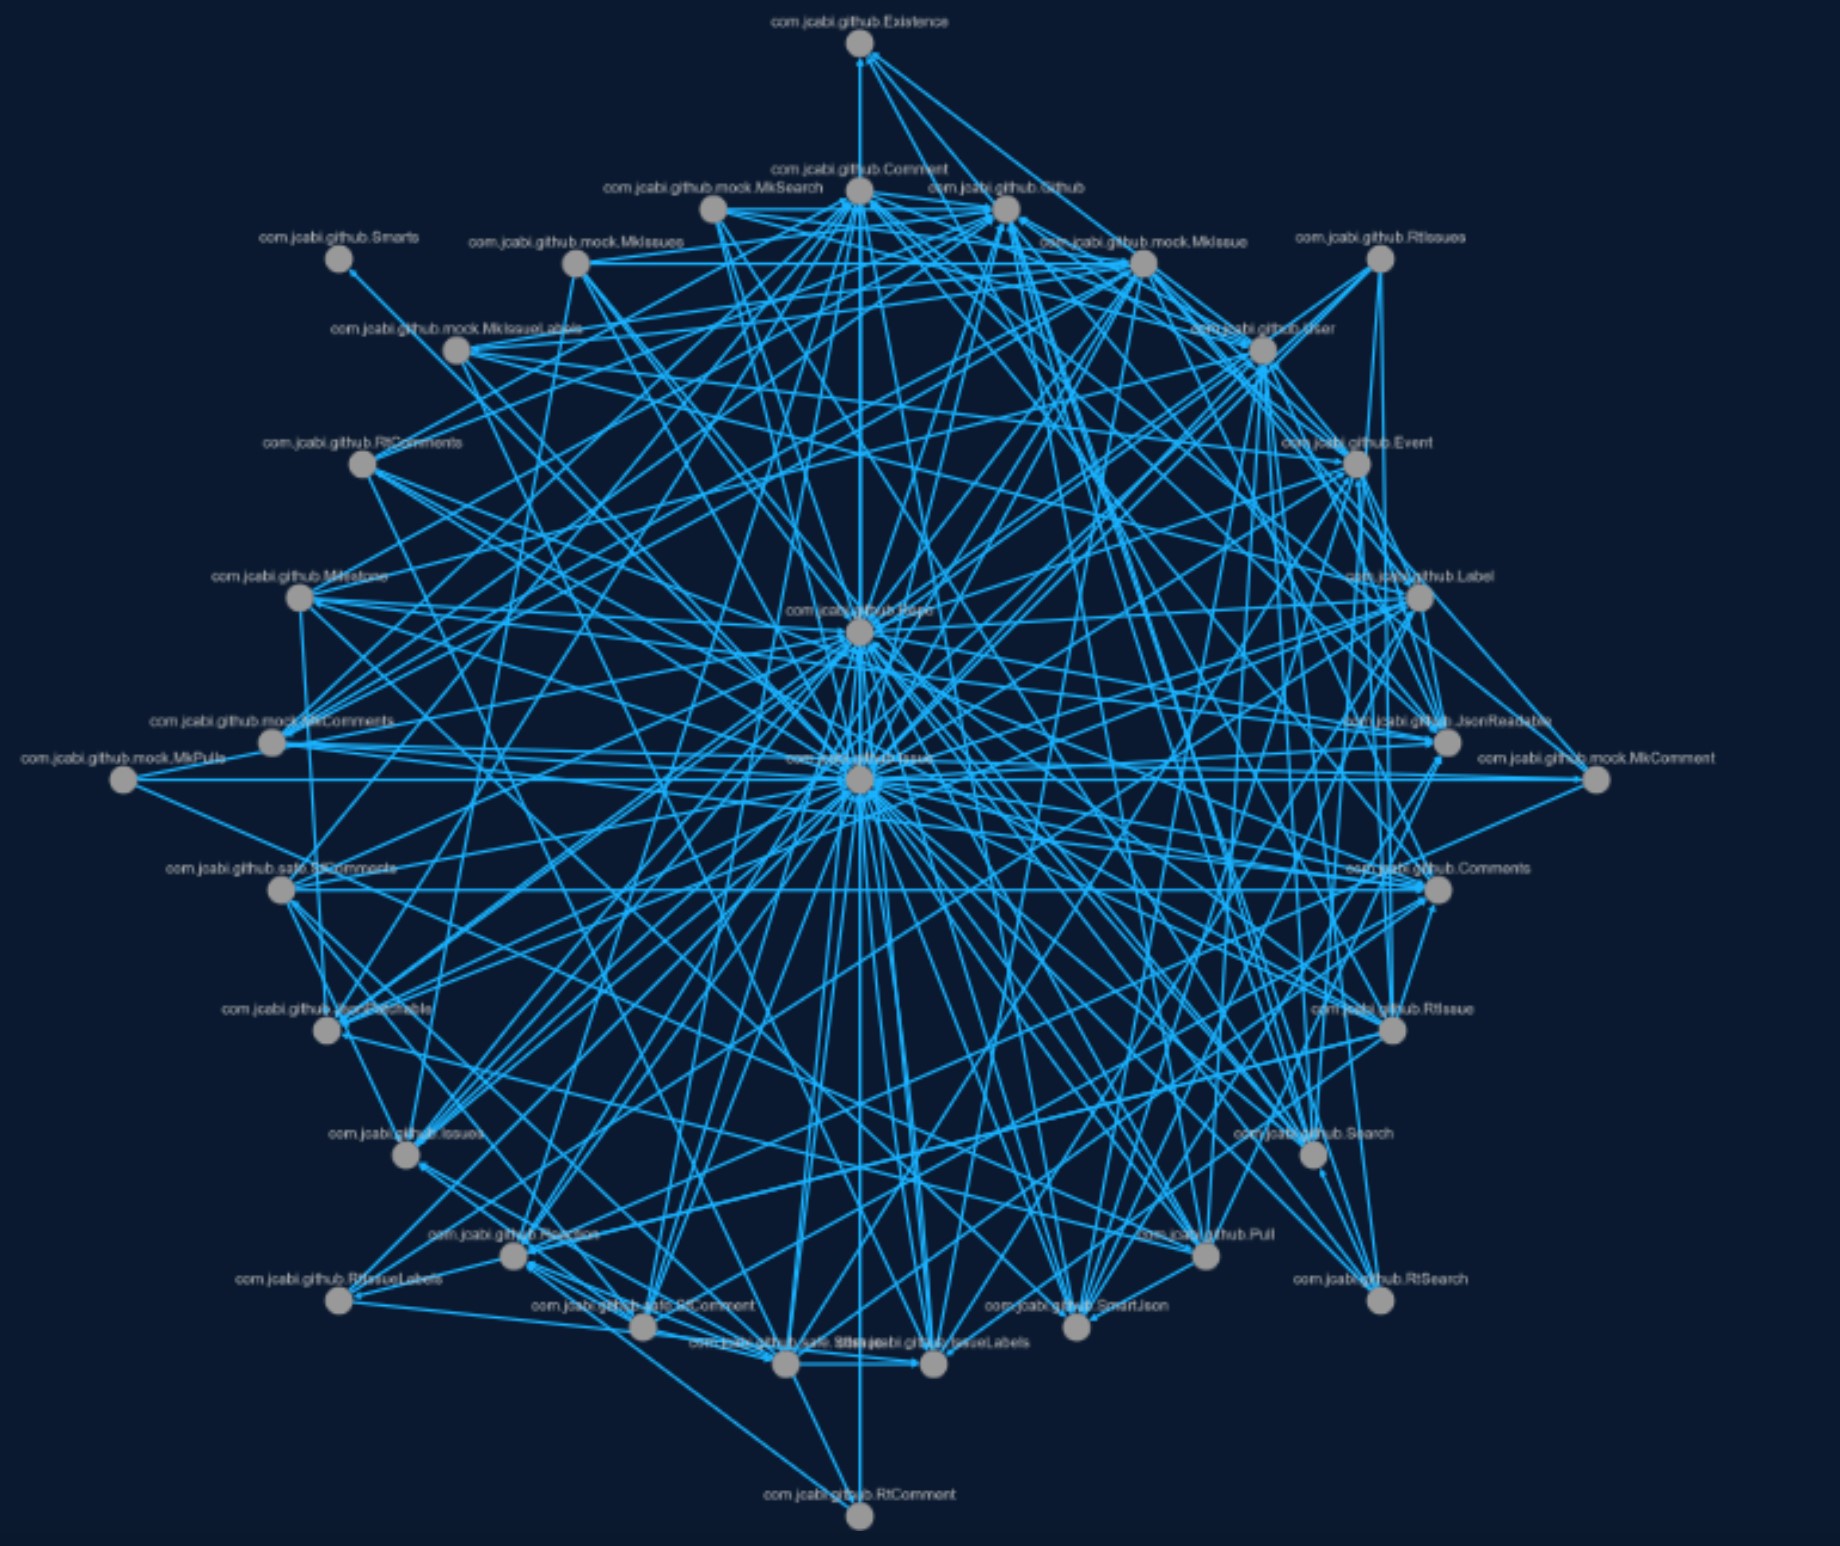 com.jcabi.github.Existence
com.jcabi.github.Comment
com.jcabi.github.mock.MkSearch
com.jcabi.github.Github
com.jcabi.github.Smarts
com.jcabi.github.mock.MkIssues
com.jcabi.github.mock.MkIssue
com.jcabi.github.RtIssues
com.jcabi.github.mock.MkIssueLabels
com.jcabi.github.User
com.jcabi.github.RtComments
com.jcabi.github.Event
com.jcabi.github.Milestone
com.jcabi.github.Label
com.jcabi.github.Repo
com.jcabi.github.mock.MkComments
com.jcabi.github.JsonReadable
com.jcabi.github.mock.MkPulls
com.jcabi.github.Issue
com.jcabi.github.mock.MkComment
com.jcabi.github.safe.SfComments
com.jcabi.github.Comments
com.jcabi.github.JsonPatchable
com.jcabi.github.RtIssue
com.jcabi.github.Issues
com.jcabi.github.Search
com.jcabi.github.Reaction
com.jcabi.github.Pull
com.jcabi.github.RtIssueLabels
com.jcabi.github.RtSearch
com.jcabi.github.safe.SfComment
com.jcabi.github.SmartJson
com.jcabi.github.safe.
com.jcabi.github.IssueLabels
com.jcabi.github.RtComment